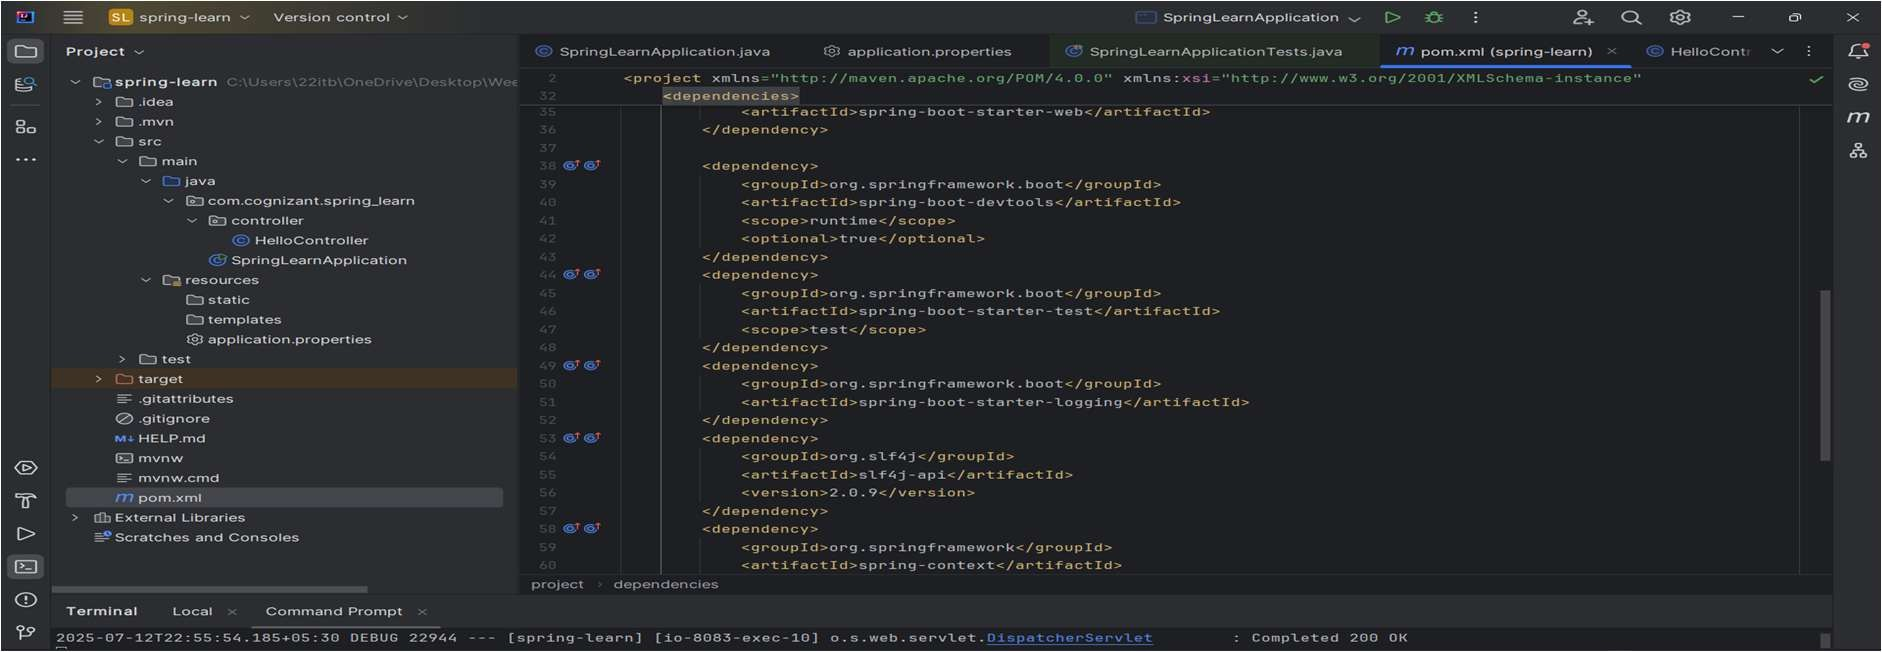 SL spring-learn Version control SpringLearnApplication
Project
spring-learn C:\Users\22itb\OneDrive\Desktop\Wee
.idea
.mvn
src
main
java
com.cognizant.spring_learn
controller
HelloController
SpringLearnApplication
resources
static
templates
application.properties
test
target
.gitattributes
.gitignore
M↓ HELP.md
mvnw
mvnw.cmd
m pom.xml
External Libraries
Scratches and Consoles
SpringLearnApplication.java application.properties SpringLearnApplicationTests.java m pom.xml (spring-learn) HelloContr
2 <project xmlns="http://maven.apache.org/POM/4.0.0" xmlns:xsi="http://www.w3.org/2001/XMLSchema-instance"
32 <dependencies>
35 <artifactId>spring-boot-starter-web</artifactId>
36 </dependency>
37
38 <dependency>
39 <groupId>org.springframework.boot</groupId>
40 <artifactId>spring-boot-devtools</artifactId>
41 <scope>runtime</scope>
42 <optional>true</optional>
43 </dependency>
44 <dependency>
45 <groupId>org.springframework.boot</groupId>
46 <artifactId>spring-boot-starter-test</artifactId>
47 <scope>test</scope>
48 </dependency>
49 <dependency>
50 <groupId>org.springframework.boot</groupId>
51 <artifactId>spring-boot-starter-logging</artifactId>
52 </dependency>
53 <dependency>
54 <groupId>org.slf4j</groupId>
55 <artifactId>slf4j-api</artifactId>
56 <version>2.0.9</version>
57 </dependency>
58 <dependency>
59 <groupId>org.springframework</groupId>
60 <artifactId>spring-context</artifactId>
project › dependencies
Terminal Local Command Prompt
2025-07-12T22:55:54.185+05:30 DEBUG 22944 --- [spring-learn] [io-8083-exec-10] o.s.web.servlet.DispatcherServlet : Completed 200 OK